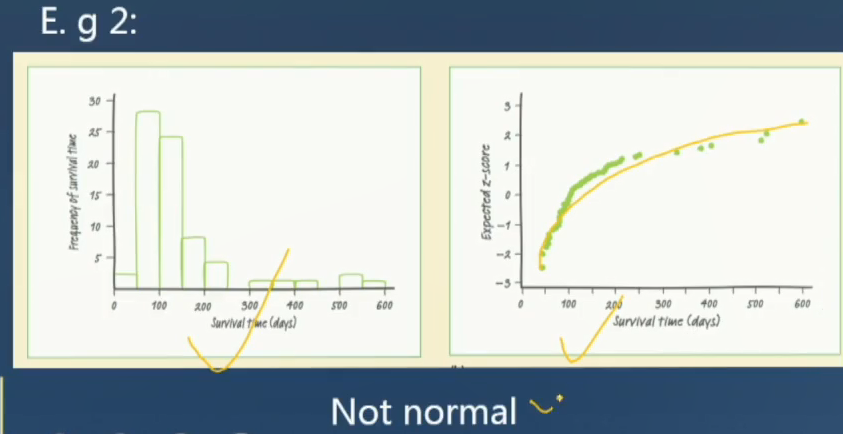 E. g 2:
Frequency of survival time
30
25
20
15
10
5
0 100 200 300 400 500 600
Survival time (days)
Expected z-score
3
2
1
0
-1
-2
-3
0 100 200 300 400 500 600
Survival time (days)
Not normal